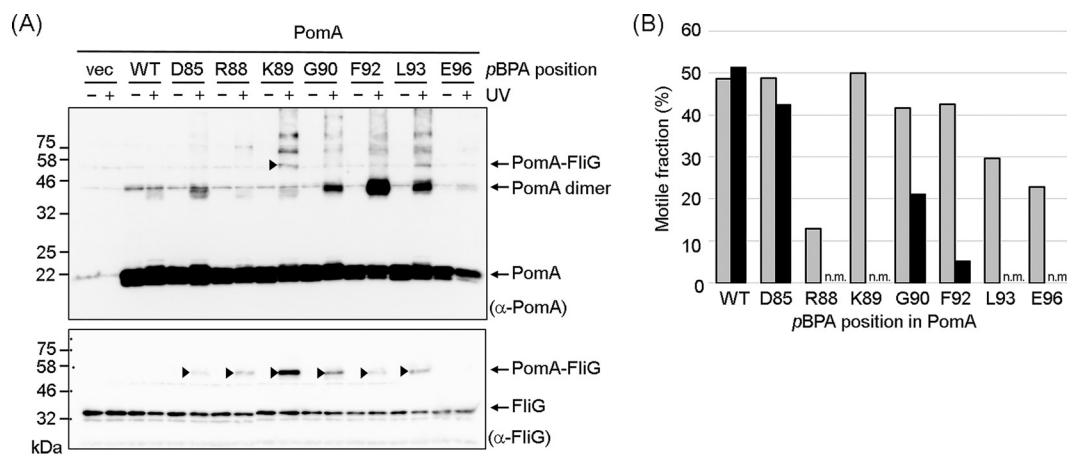 (A)
PomA
vec WT D85 R88 K89 G90 F92 L93 E96 pBPA position
− + − + − + − + − + − + − + − + − + UV
75
58
46
32
25
22
PomA-FliG
PomA dimer
PomA
(α-PomA)
75
58
46
32
kDa
PomA-FliG
FliG
(α-FliG)
(B)
Motile fraction (%)
60
50
40
30
20
10
0
n.m. n.m. n.m. n.m.
WT D85 R88 K89 G90 F92 L93 E96
pBPA position in PomA